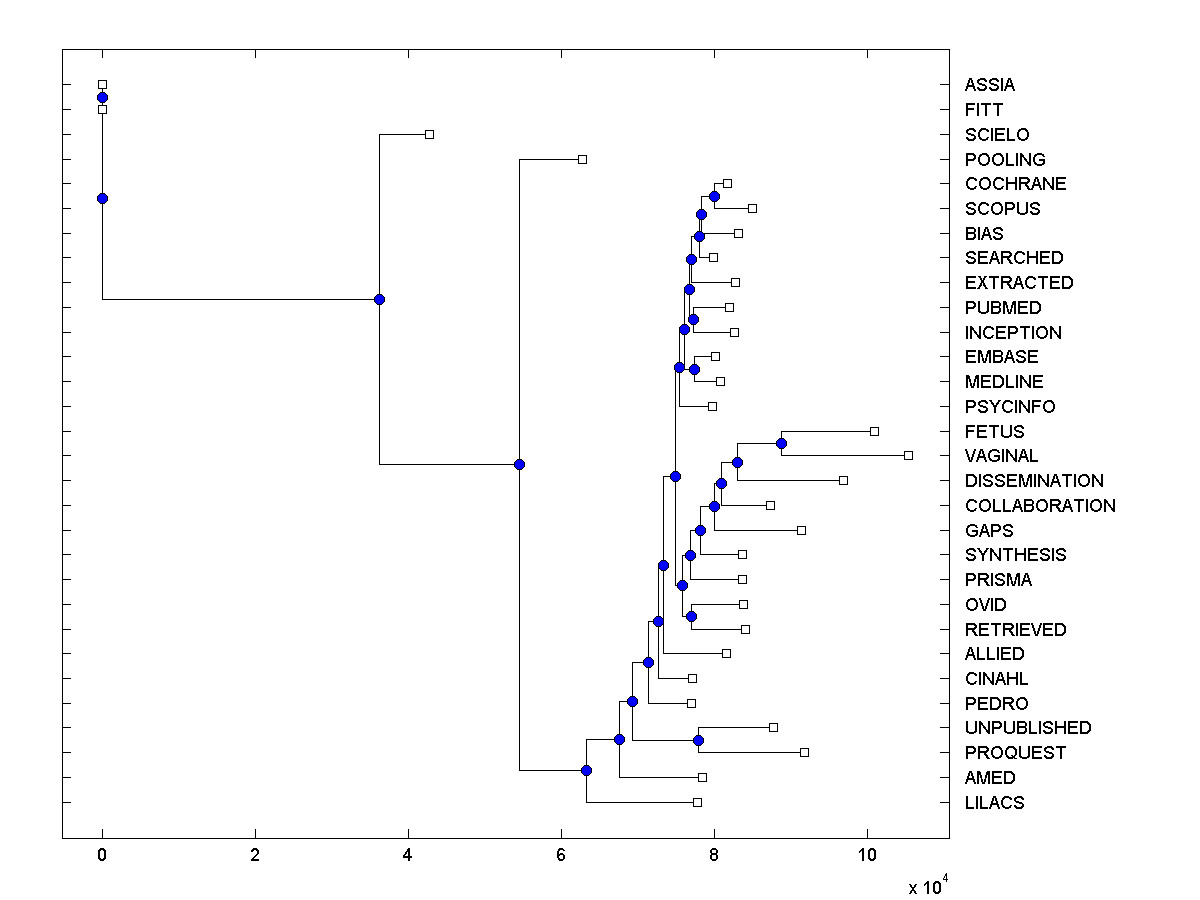 ASSIA
FITT
SCIELO
POOLING
COCHRANE
SCOPUS
BIAS
SEARCHED
EXTRACTED
PUBMED
INCEPTION
EMBASE
MEDLINE
PSYCINFO
FETUS
VAGINAL
DISSEMINATION
COLLABORATION
GAPS
SYNTHESIS
PRISMA
OVID
RETRIEVED
ALLIED
CINAHL
PEDRO
UNPUBLISHED
PROQUEST
AMED
LILACS
0 2 4 6 8 10
x 10^4